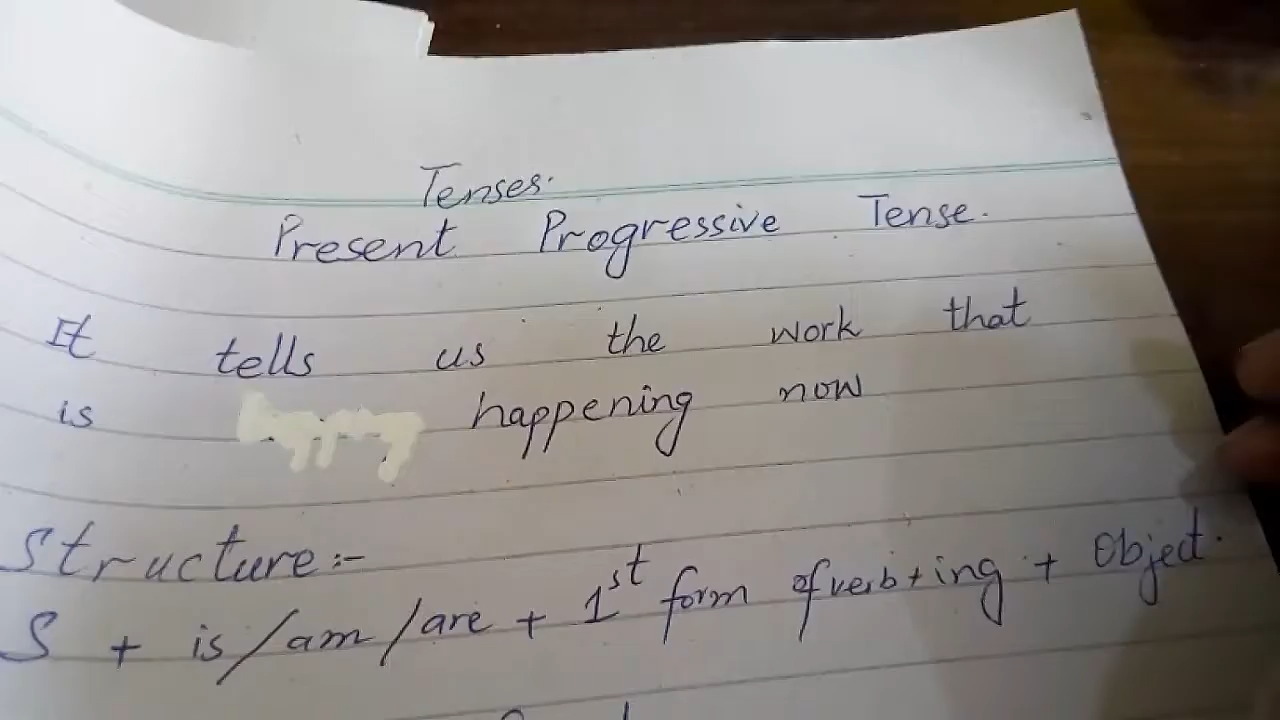 Tenses.
Present Progressive Tense.
It tells us the work that
is happening now
Structure :-
S + is/am/are + 1st form of verb + ing + Object.